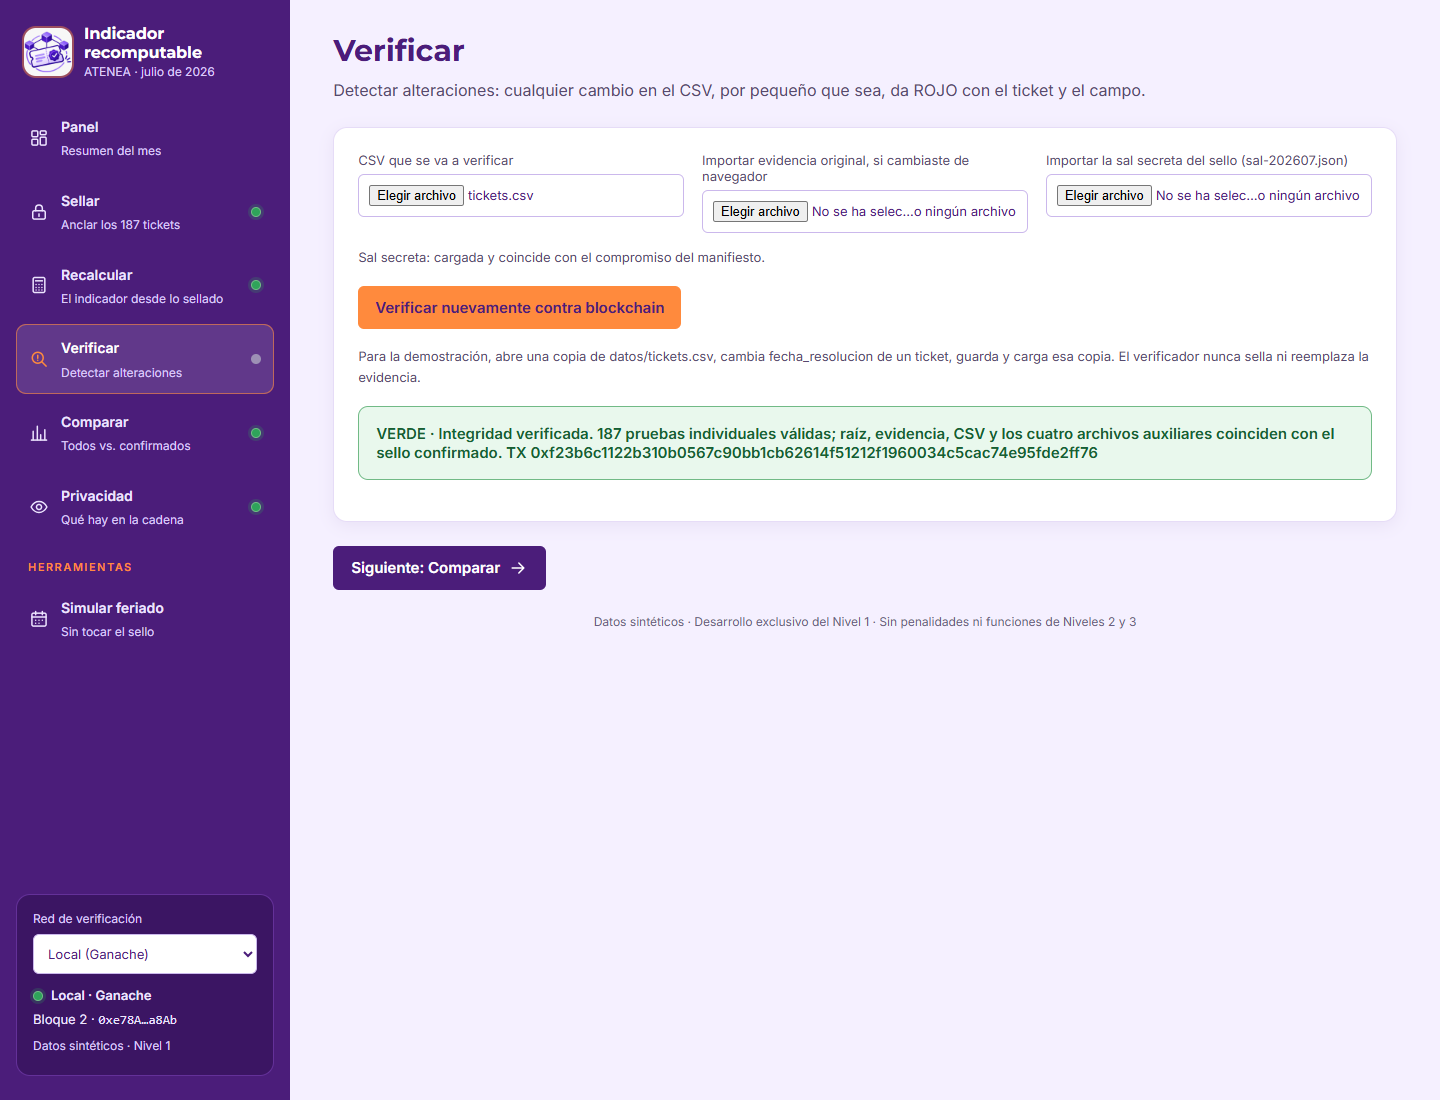 Indicador
recomputable
ATENEA · julio de 2026
Panel
Resumen del mes
Sellar
Anclar los 187 tickets
Recalcular
El indicador desde lo sellado
Verificar
Detectar alteraciones
Comparar
Todos vs. confirmados
Privacidad
Qué hay en la cadena
HERRAMIENTAS
Simular feriado
Sin tocar el sello
Red de verificación
Local (Ganache)
Local · Ganache
Bloque 2 · 0xe78A…a8Ab
Datos sintéticos · Nivel 1
Verificar
Detectar alteraciones: cualquier cambio en el CSV, por pequeño que sea, da ROJO con el ticket y el campo.
CSV que se va a verificar
Elegir archivo tickets.csv
Importar evidencia original, si cambiaste de
navegador
Elegir archivo No se ha selec...o ningún archivo
Importar la sal secreta del sello (sal-202607.json)
Elegir archivo No se ha selec...o ningún archivo
Sal secreta: cargada y coincide con el compromiso del manifiesto.
Verificar nuevamente contra blockchain
Para la demostración, abre una copia de datos/tickets.csv, cambia fecha_resolucion de un ticket, guarda y carga esa copia. El verificador nunca sella ni reemplaza la
evidencia.
VERDE · Integridad verificada. 187 pruebas individuales válidas; raíz, evidencia, CSV y los cuatro archivos auxiliares coinciden con el
sello confirmado. TX 0xf23b6c1122b310b0567c90bb1cb62614f51212f1960034c5cac74e95fde2ff76
Siguiente: Comparar →
Datos sintéticos · Desarrollo exclusivo del Nivel 1 · Sin penalidades ni funciones de Niveles 2 y 3